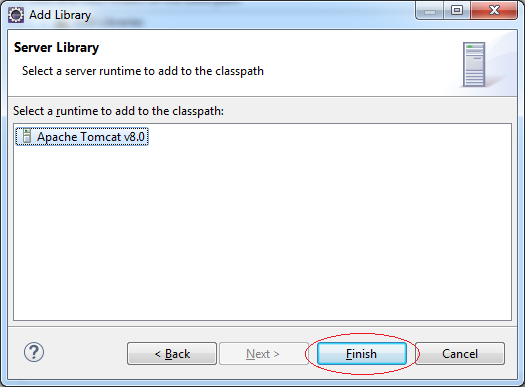 Add Library
Server Library
Select a server runtime to add to the classpath
Select a runtime to add to the classpath:
Apache Tomcat v8.0
? < Back Next > Finish Cancel